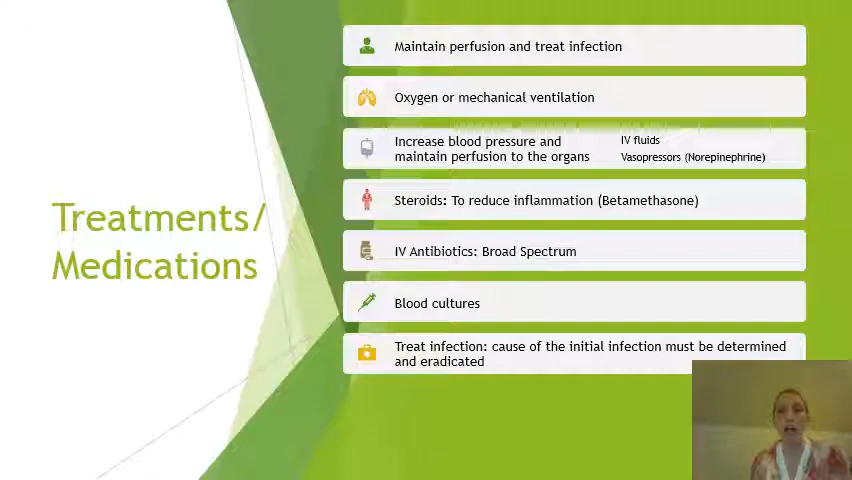 Treatments/
Medications
Maintain perfusion and treat infection
Oxygen or mechanical ventilation
Increase blood pressure and
maintain perfusion to the organs
IV fluids
Vasopressors (Norepinephrine)
Steroids: To reduce inflammation (Betamethasone)
IV Antibiotics: Broad Spectrum
Blood cultures
Treat infection: cause of the initial infection must be determined
and eradicated